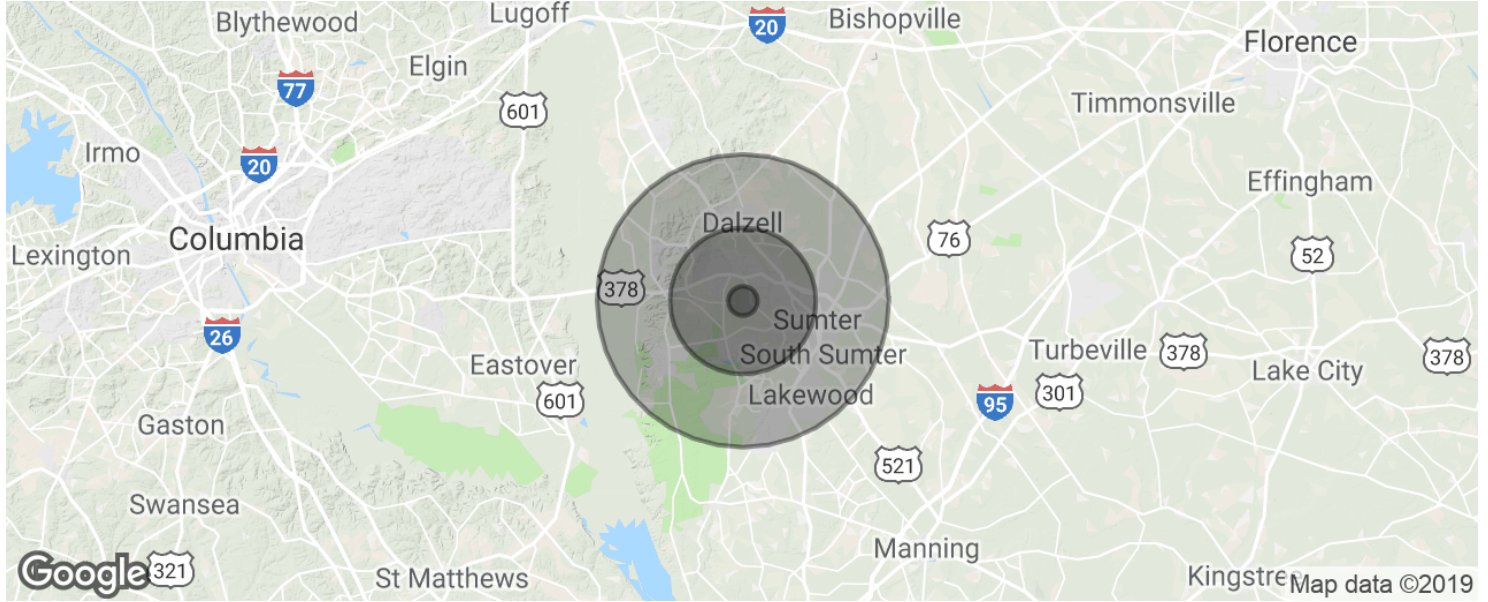 Lugoff
Blythewood
20
Bishopville
Florence
Elgin
77
601
Timmonsville
Irmo
20
Effingham
Dalzell
Columbia
76
Lexington
52
378
Sumter
26
South Sumter
Turbeville
378
378
Eastover
Lake City
Lakewood
601
95
301
Gaston
521
Swansea
Manning
Google
321
St Matthews
Kingstree
Map data ©2019